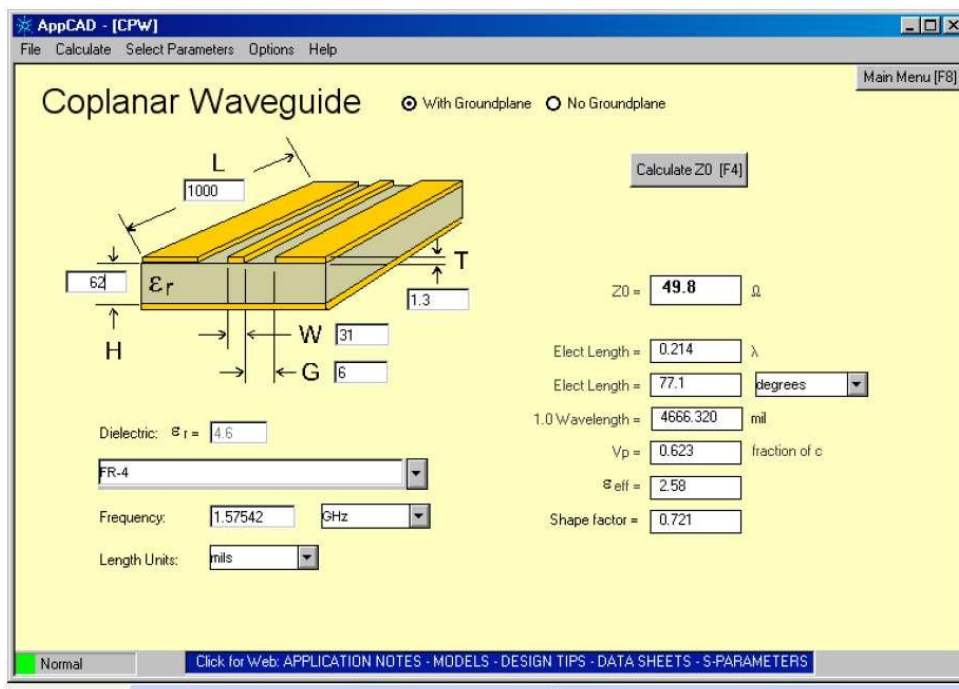 AppCAD - [CPW]
File Calculate Select Parameters Options Help
Main Menu [F8]
Coplanar Waveguide
With Groundplane No Groundplane
L
1000
Calculate Z0 [F4]
62
εr
T
1.3
H
W 31
G 6
Z0 = 49.8 Ω
Elect Length = 0.214 λ
Elect Length = 77.1 degrees
1.0 Wavelength = 4666.320 mil
Vp = 0.623 fraction of c
εeff = 2.58
Shape factor = 0.721
Dielectric: εr = 4.6
FR-4
Frequency: 1.57542 GHz
Length Units: mils
Normal
Click for Web: APPLICATION NOTES - MODELS - DESIGN TIPS - DATA SHEETS - S-PARAMETERS